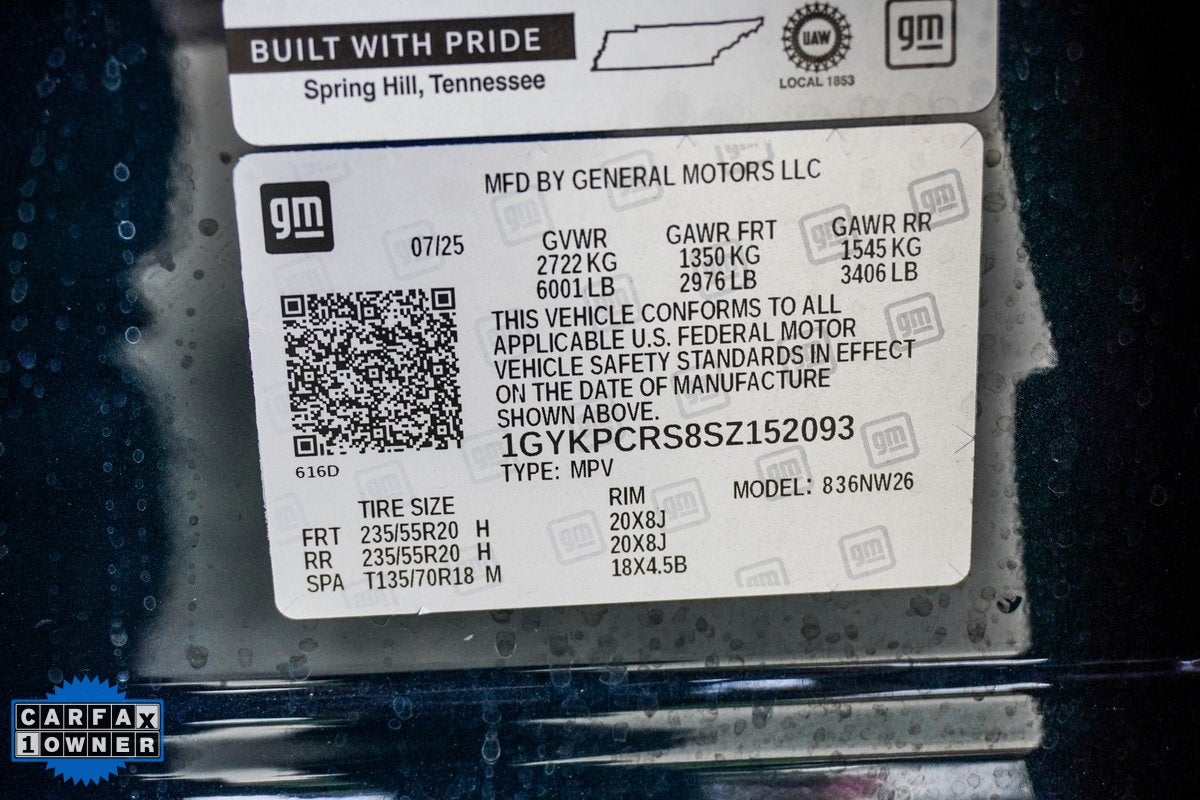 BUILT WITH PRIDE
Spring Hill, Tennessee
UAW
LOCAL 1853
gm
gm
MFD BY GENERAL MOTORS LLC
07/25
GVWR GAWR FRT GAWR RR
2722 KG 1350 KG 1545 KG
6001 LB 2976 LB 3406 LB
THIS VEHICLE CONFORMS TO ALL
APPLICABLE U.S. FEDERAL MOTOR
VEHICLE SAFETY STANDARDS IN EFFECT
ON THE DATE OF MANUFACTURE
SHOWN ABOVE.
1GYKPCRS8SZ152093
616D
TYPE: MPV
MODEL: 836NW26
TIRE SIZE RIM
FRT 235/55R20 H 20X8J
RR 235/55R20 H 20X8J
SPA T135/70R18 M 18X4.5B
CARFAX
1 OWNER